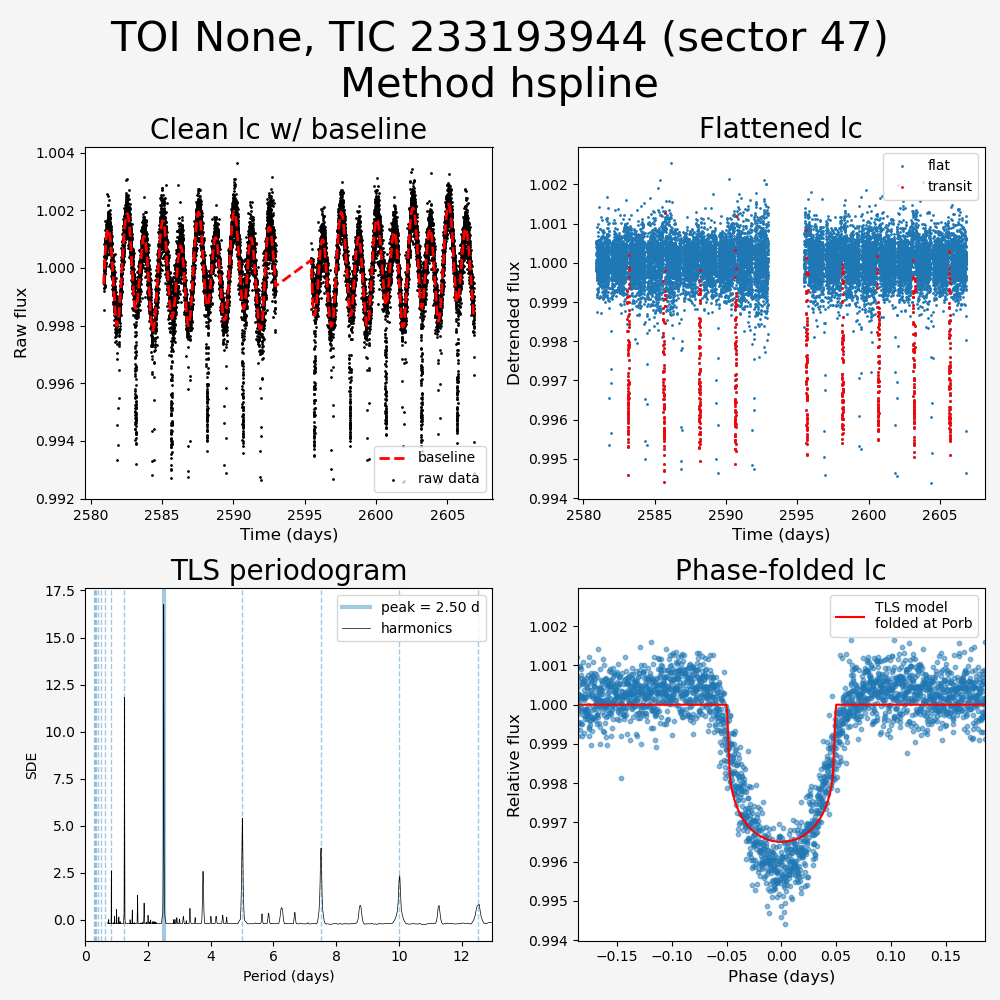 TOI None, TIC 233193944 (sector 47)
Method hspline
Clean lc w/ baseline
Raw flux
1.004
1.002
1.000
0.998
0.996
0.994
0.992
baseline
raw data
2580 2585 2590 2595 2600 2605
Time (days)
Flattened lc
Detrended flux
1.002
1.001
1.000
0.999
0.998
0.997
0.996
0.995
0.994
flat
transit
2580 2585 2590 2595 2600 2605
Time (days)
TLS periodogram
SDE
17.5
15.0
12.5
10.0
7.5
5.0
2.5
0.0
peak = 2.50 d
harmonics
0 2 4 6 8 10 12
Period (days)
Phase-folded lc
Relative flux
1.002
1.001
1.000
0.999
0.998
0.997
0.996
0.995
0.994
TLS model
folded at Porb
−0.15 −0.10 −0.05 0.00 0.05 0.10 0.15
Phase (days)